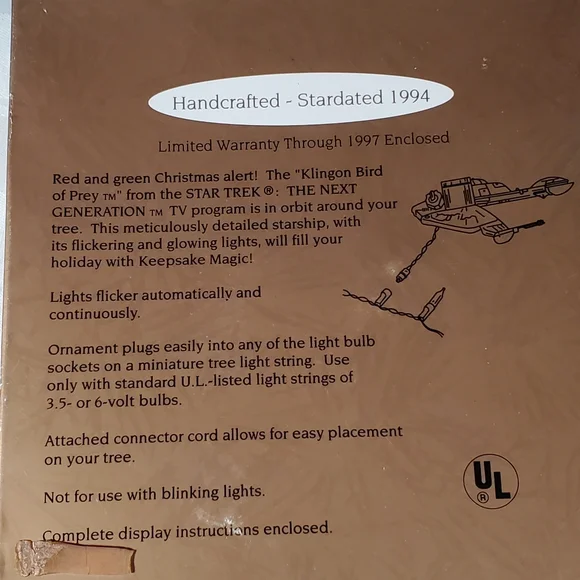 Handcrafted - Stardated 1994
Limited Warranty Through 1997 Enclosed
Red and green Christmas alert! The "Klingon Bird
of Prey ™" from the STAR TREK ®: THE NEXT
GENERATION ™ TV program is in orbit around your
tree. This meticulously detailed starship, with
its flickering and glowing lights, will fill your
holiday with Keepsake Magic!
Lights flicker automatically and
continuously.
Ornament plugs easily into any of the light bulb
sockets on a miniature tree light string. Use
only with standard U.L.-listed light strings of
3.5- or 6-volt bulbs.
Attached connector cord allows for easy placement
on your tree.
UL
®
Not for use with blinking lights.
Complete display instructions enclosed.